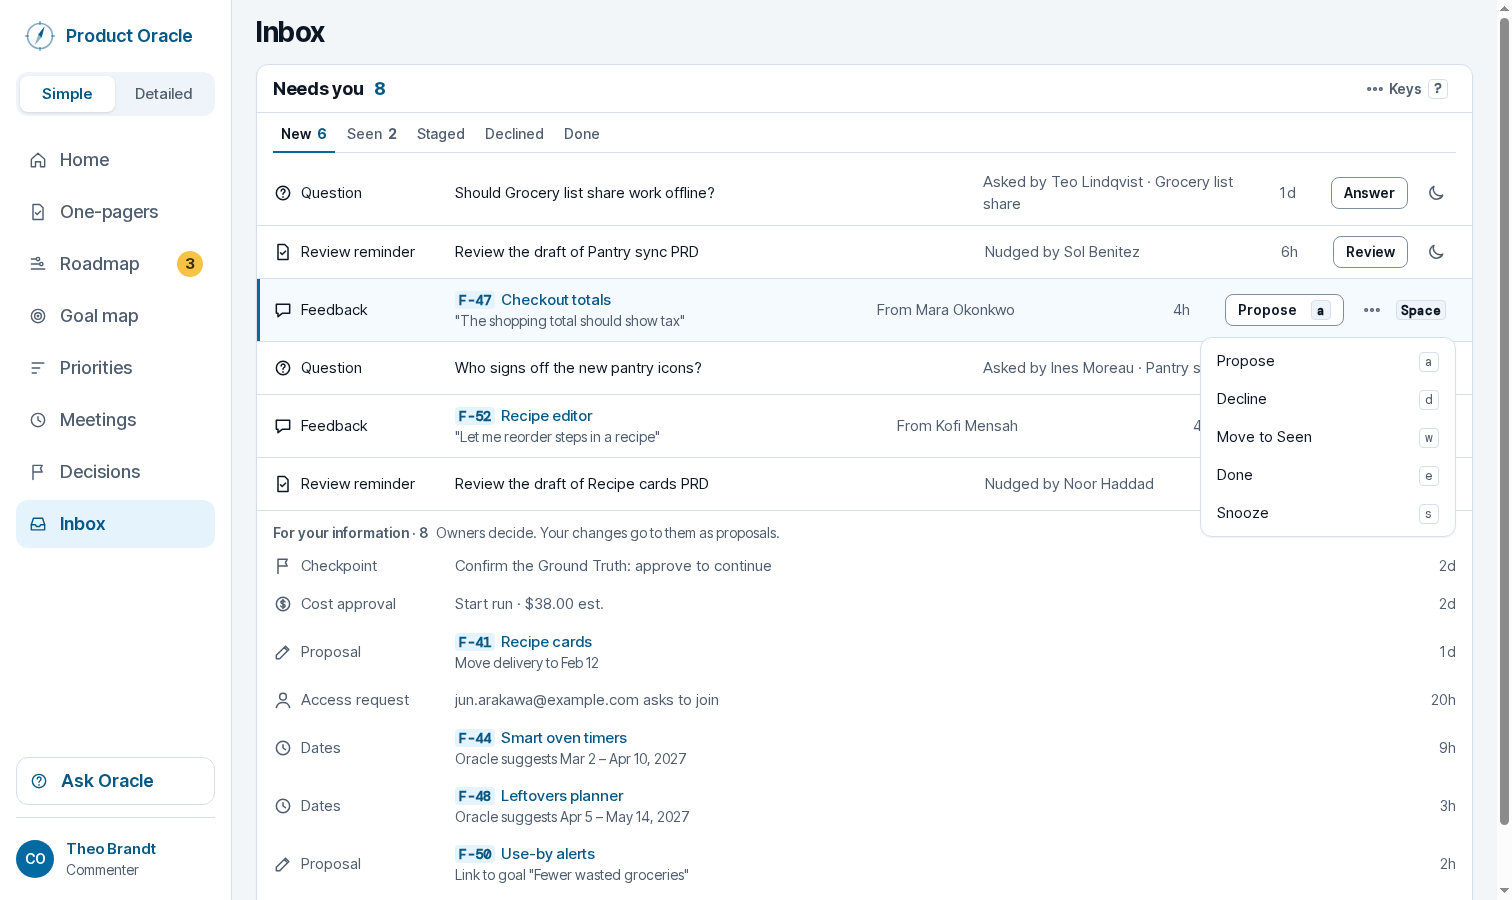 Product Oracle
Simple Detailed
Home
One-pagers
Roadmap 3
Goal map
Priorities
Meetings
Decisions
Inbox
Ask Oracle
CO Theo Brandt
Commenter
Inbox
Needs you 8
Keys ?
New 6 Seen 2 Staged Declined Done
Question Should Grocery list share work offline? Asked by Teo Lindqvist · Grocery list
share 1d Answer
Review reminder Review the draft of Pantry sync PRD Nudged by Sol Benitez 6h Review
Feedback F-47 Checkout totals From Mara Okonkwo 4h Propose a Space
"The shopping total should show tax"
Question Who signs off the new pantry icons? Asked by Ines Moreau · Pantry s
Feedback F-52 Recipe editor From Kofi Mensah 4
"Let me reorder steps in a recipe"
Review reminder Review the draft of Recipe cards PRD Nudged by Noor Haddad
Propose a
Decline d
Move to Seen w
Done e
Snooze s
For your information · 8 Owners decide. Your changes go to them as proposals.
Checkpoint Confirm the Ground Truth: approve to continue 2d
Cost approval Start run · $38.00 est. 2d
Proposal F-41 Recipe cards 1d
Move delivery to Feb 12
Access request jun.arakawa@example.com asks to join 20h
Dates F-44 Smart oven timers 9h
Oracle suggests Mar 2 – Apr 10, 2027
Dates F-48 Leftovers planner 3h
Oracle suggests Apr 5 – May 14, 2027
Proposal F-50 Use-by alerts 2h
Link to goal "Fewer wasted groceries"